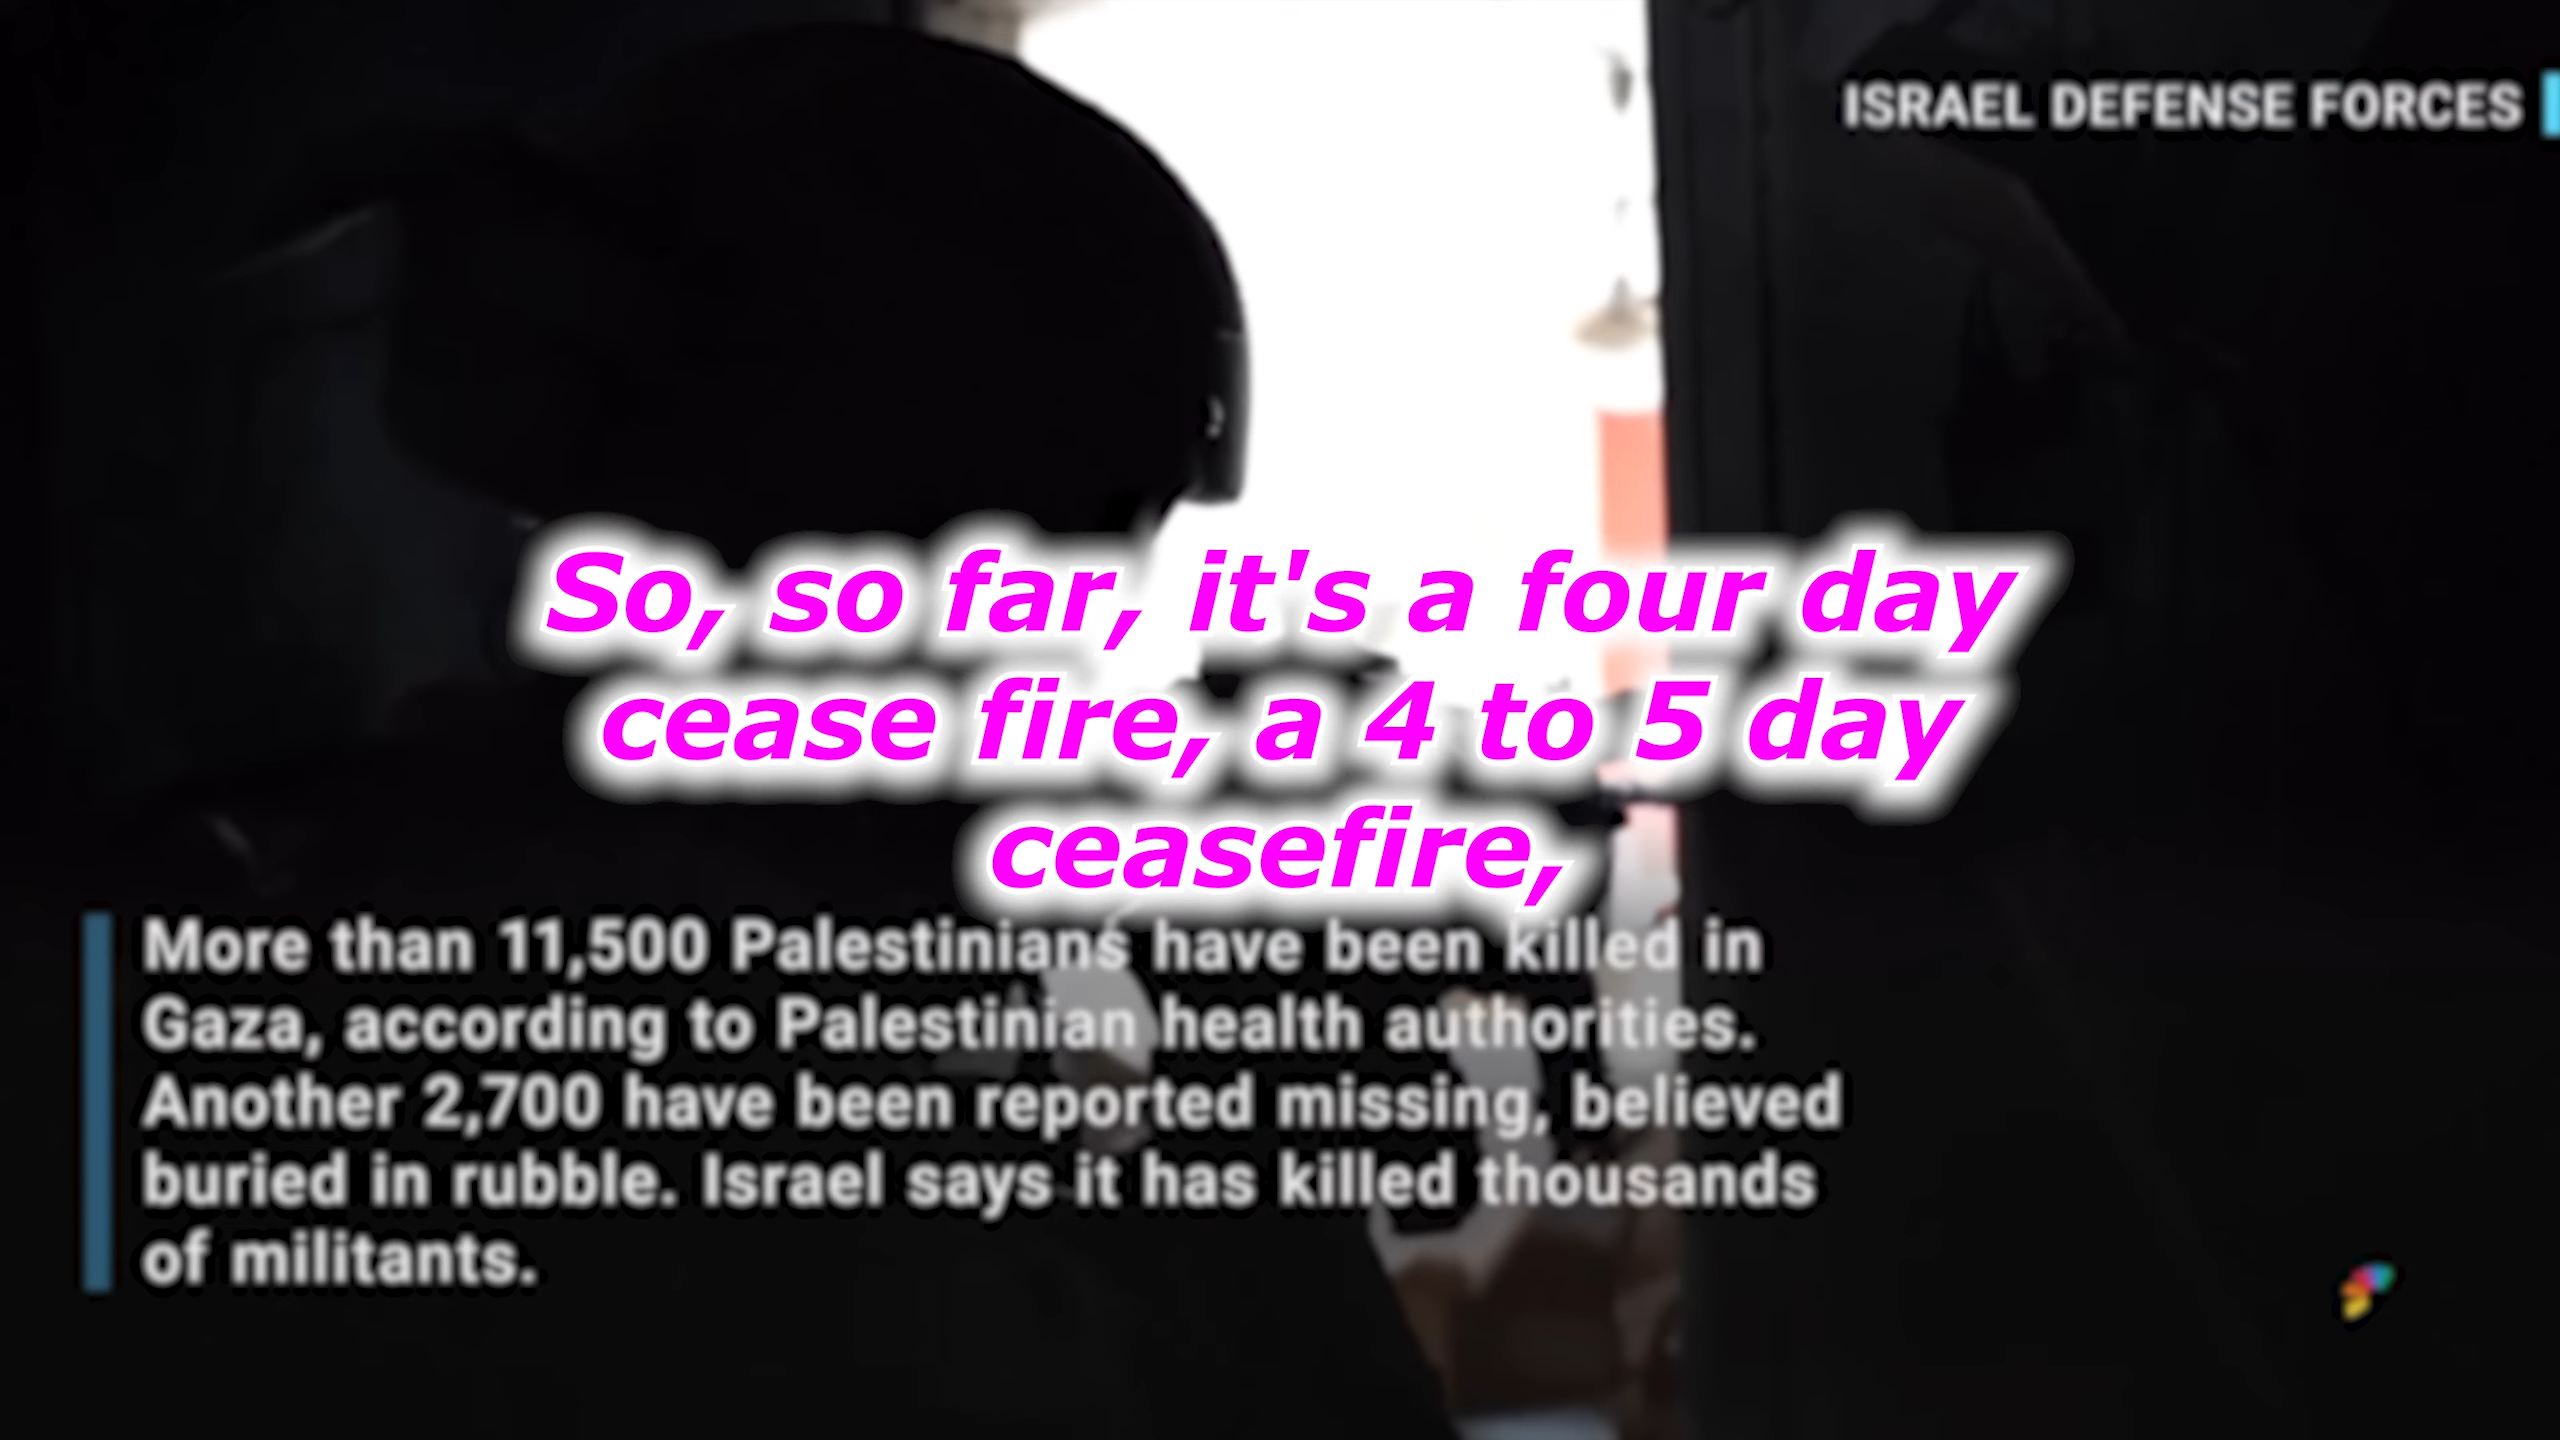 ISRAEL DEFENSE FORCES
So, so far, it's a four day
cease fire, a 4 to 5 day
ceasefire,
More than 11,500 Palestinians have been killed in
Gaza, according to Palestinian health authorities.
Another 2,700 have been reported missing, believed
buried in rubble. Israel says it has killed thousands
of militants.